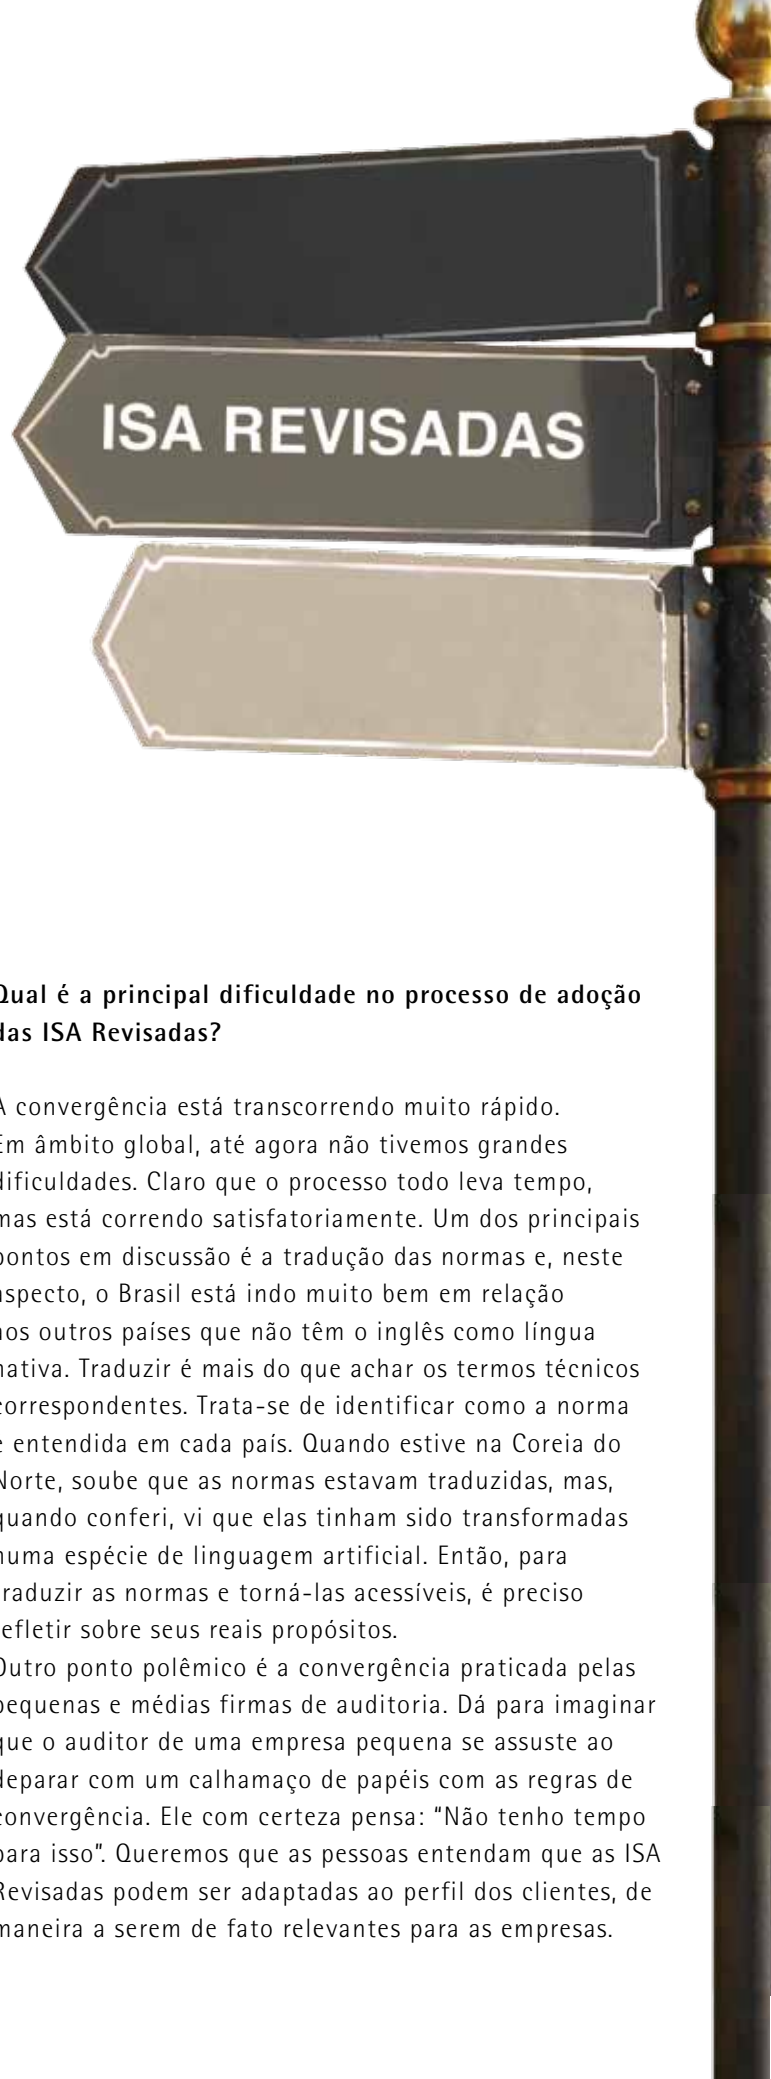 ISA REVISADAS
Qual é a principal dificuldade no processo de adoção
das ISA Revisadas?
A convergência está transcorrendo muito rápido.
Em âmbito global, até agora não tivemos grandes
dificuldades. Claro que o processo todo leva tempo,
mas está correndo satisfatoriamente. Um dos principais
pontos em discussão é a tradução das normas e, neste
aspecto, o Brasil está indo muito bem em relação
aos outros países que não têm o inglês como língua
nativa. Traduzir é mais do que achar os termos técnicos
correspondentes. Trata-se de identificar como a norma
é entendida em cada país. Quando estive na Coreia do
Norte, soube que as normas estavam traduzidas, mas,
quando conferi, vi que elas tinham sido transformadas
numa espécie de linguagem artificial. Então, para
traduzir as normas e torná-las acessíveis, é preciso
refletir sobre seus reais propósitos.
Outro ponto polêmico é a convergência praticada pelas
pequenas e médias firmas de auditoria. Dá para imaginar
que o auditor de uma empresa pequena se assuste ao
deparar com um calhamaço de papéis com as regras de
convergência. Ele com certeza pensa: "Não tenho tempo
para isso". Queremos que as pessoas entendam que as ISA
Revisadas podem ser adaptadas ao perfil dos clientes, de
maneira a serem de fato relevantes para as empresas.